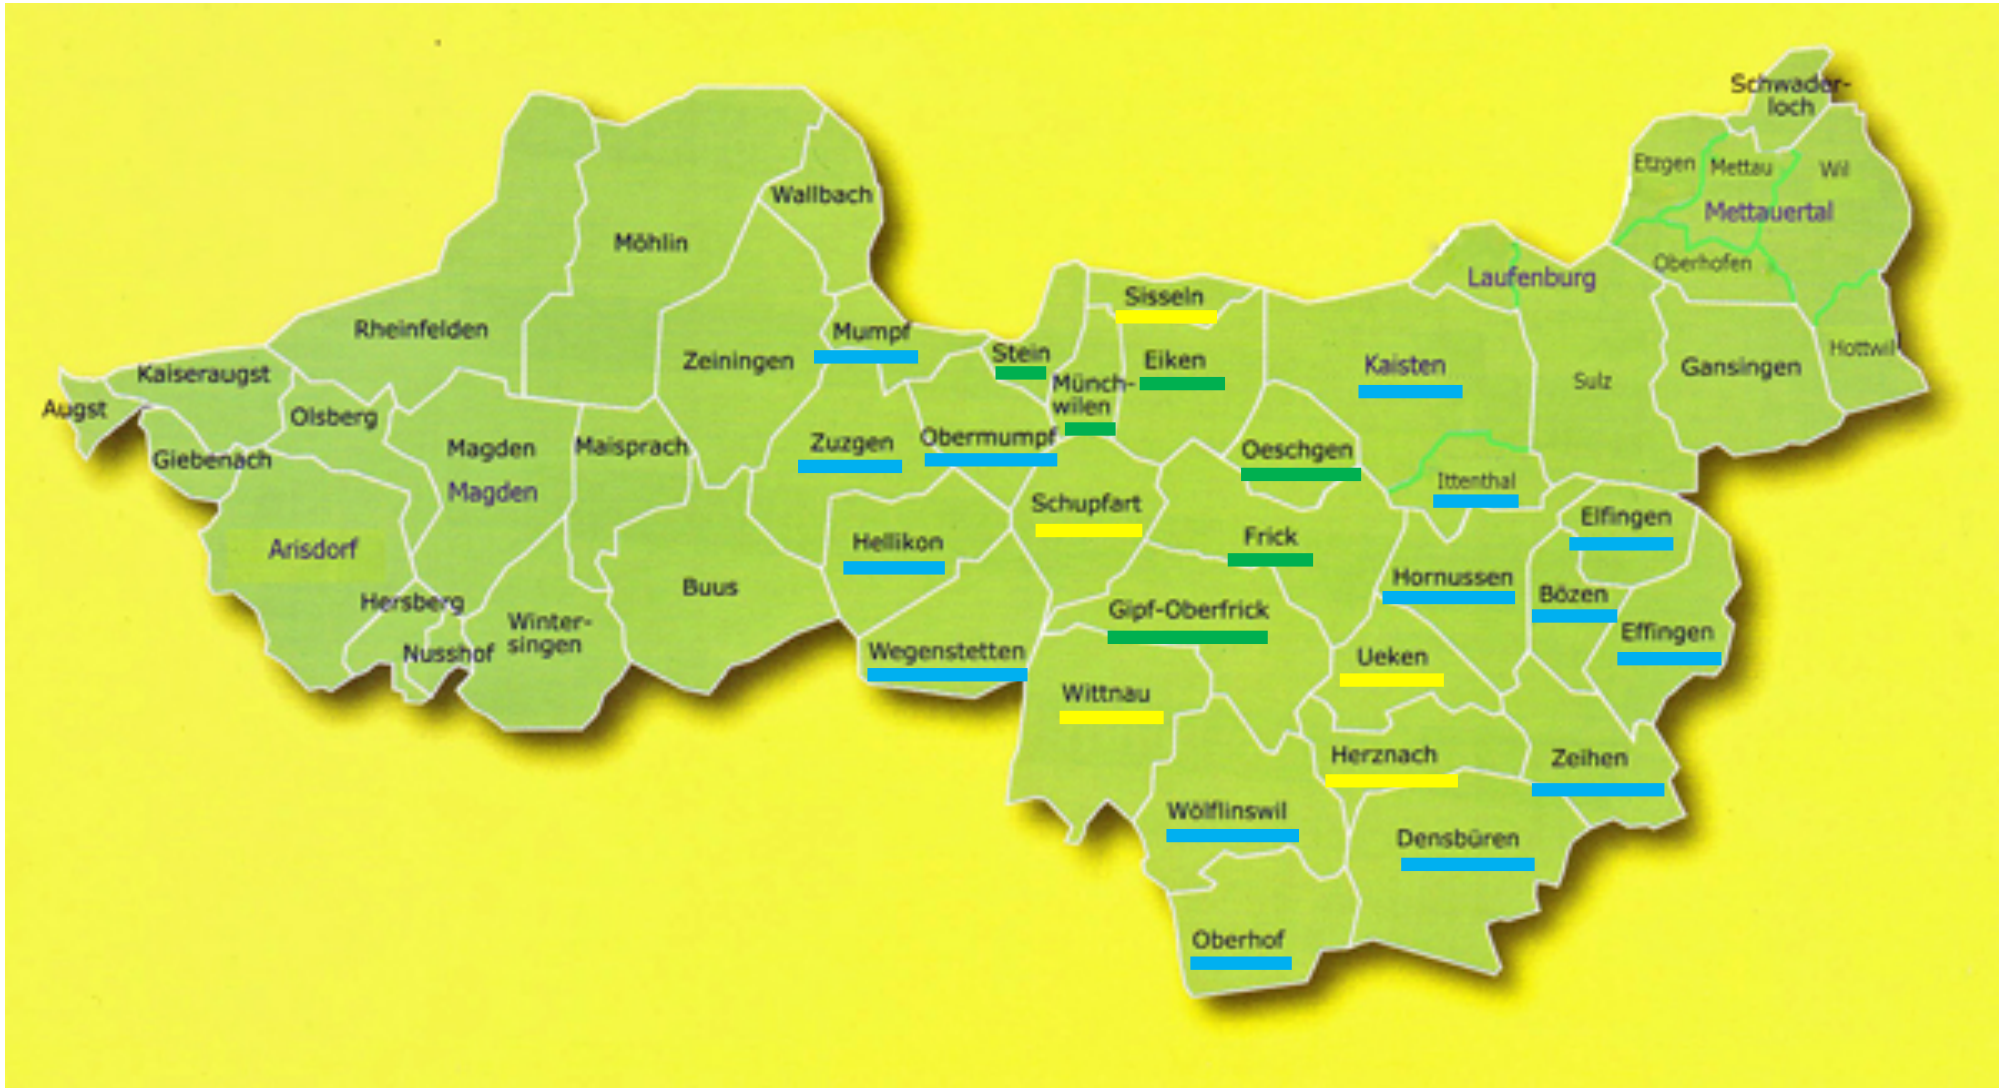 Schwader-
loch
Etzgen
Mettau
Wil
Wallbach
Mettauertal
Möhlin
Oberhofen
Laufenburg
Sisseln
Rheinfelden
Mumpf
Hottwil
Stein
Zeiningen
Eiken
Kaisten
Gansingen
Kaiseraugst
Sulz
Münch-
wilen
Augst
Olsberg
Magden
Maisprach
Zuzgen
Obermumpf
Oeschgen
Giebenach
Ittenthal
Magden
Schupfart
Elfingen
Arisdorf
Hellikon
Frick
Buus
Hornussen
Bözen
Hersberg
Gipf-Oberfrick
Winter-
singen
Effingen
Nusshof
Wegenstetten
Ueken
Wittnau
Herznach
Zeihen
Wölflinswil
Densbüren
Oberhof